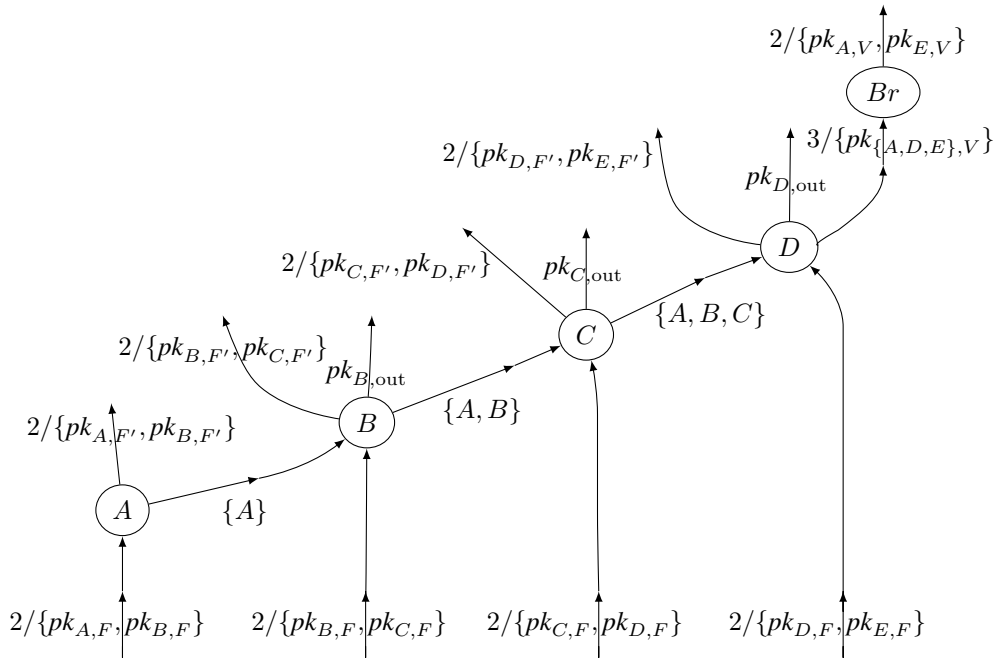 2/{pk_{A,V}, pk_{E,V}}
Br
2/{pk_{D,F′}, pk_{E,F′}}
3/{pk_{{A,D,E},V}}
pk_{D,out}
D
2/{pk_{C,F′}, pk_{D,F′}}
pk_{C,out}
{A, B, C}
C
2/{pk_{B,F′}, pk_{C,F′}}
pk_{B,out}
{A, B}
B
2/{pk_{A,F′}, pk_{B,F′}}
A
{A}
2/{pk_{A,F}, pk_{B,F}}
2/{pk_{B,F}, pk_{C,F}}
2/{pk_{C,F}, pk_{D,F}}
2/{pk_{D,F}, pk_{E,F}}